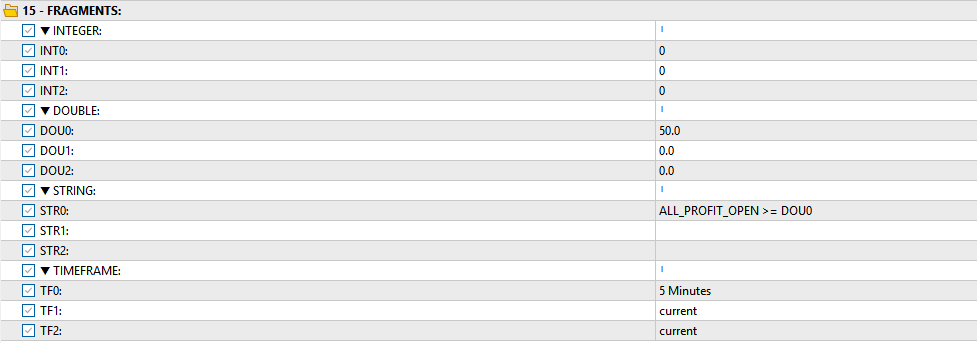 15 - FRAGMENTS:
▼ INTEGER:
INT0: 0
INT1: 0
INT2: 0
▼ DOUBLE:
DOU0: 50.0
DOU1: 0.0
DOU2: 0.0
▼ STRING:
STR0: ALL_PROFIT_OPEN >= DOU0
STR1:
STR2:
▼ TIMEFRAME:
TF0: 5 Minutes
TF1: current
TF2: current